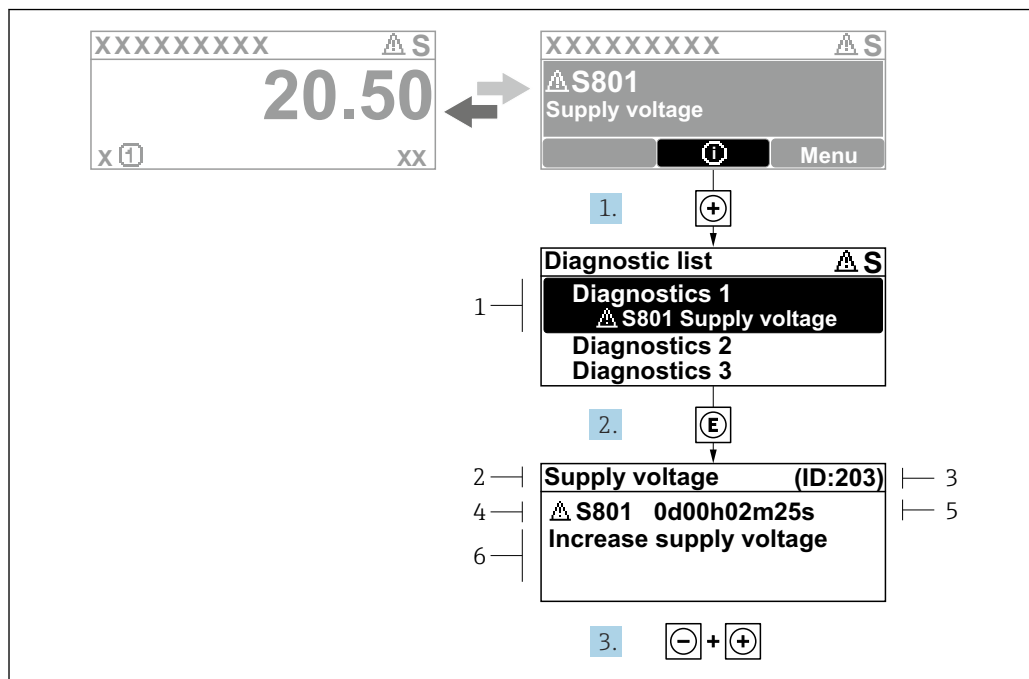 XXXXXXXXX ⚠ S
20.50
x ① xx
XXXXXXXXX ⚠ S
⚠ S801
Supply voltage
ⓘ Menu
1. ⊕
Diagnostic list ⚠ S
1 Diagnostics 1
⚠ S801 Supply voltage
Diagnostics 2
Diagnostics 3
2. Ⓔ
2 Supply voltage (ID:203) 3
4 ⚠ S801 0d00h02m25s 5
6 Increase supply voltage
3. ⊖ + ⊕